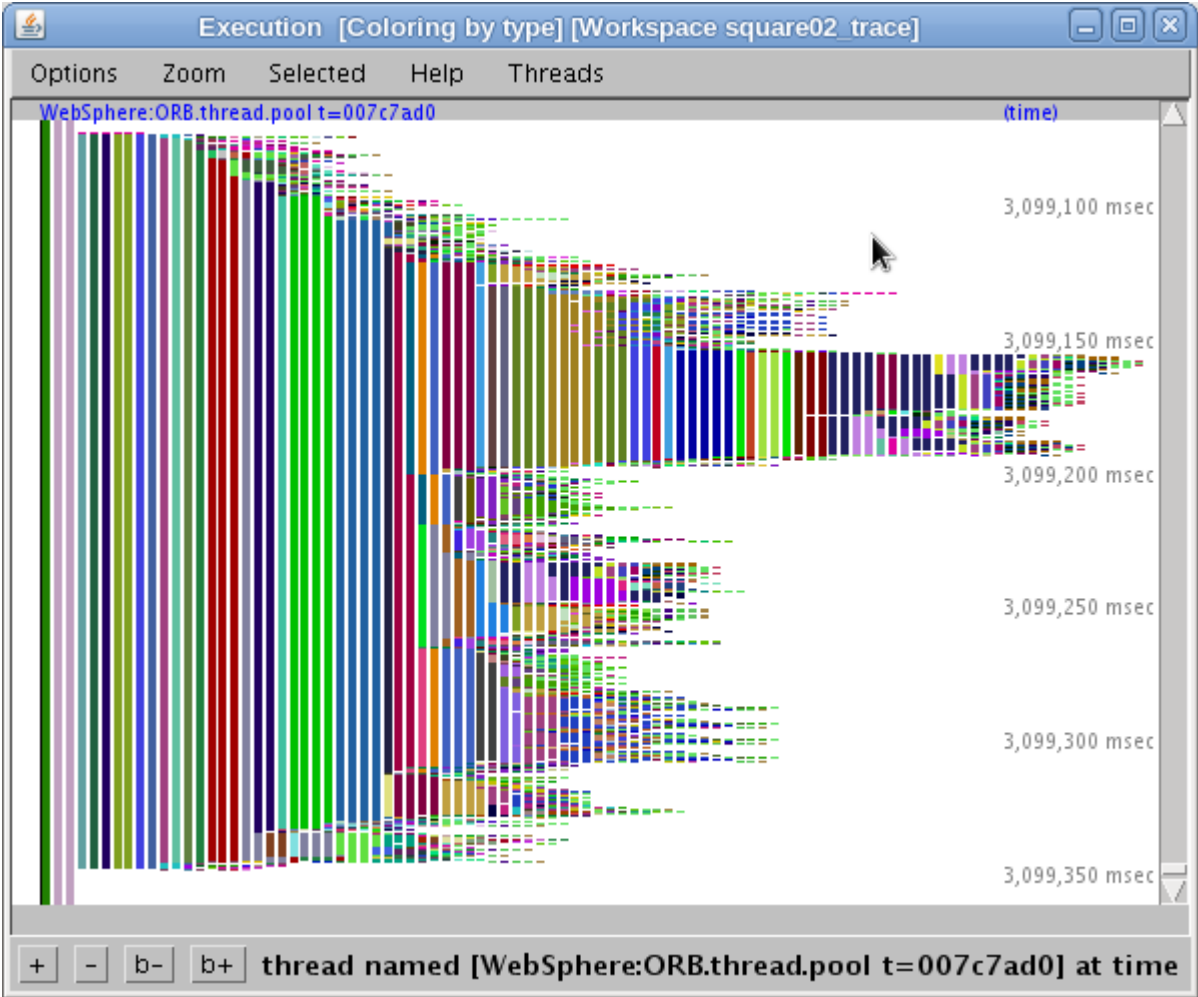 Execution [Coloring by type] [Workspace square02_trace]
Options Zoom Selected Help Threads
WebSphere:ORB.thread.pool t=007c7ad0 (time)
3,099,100 msec
3,099,150 msec
3,099,200 msec
3,099,250 msec
3,099,300 msec
3,099,350 msec
+ - b- b+ thread named [WebSphere:ORB.thread.pool t=007c7ad0] at time